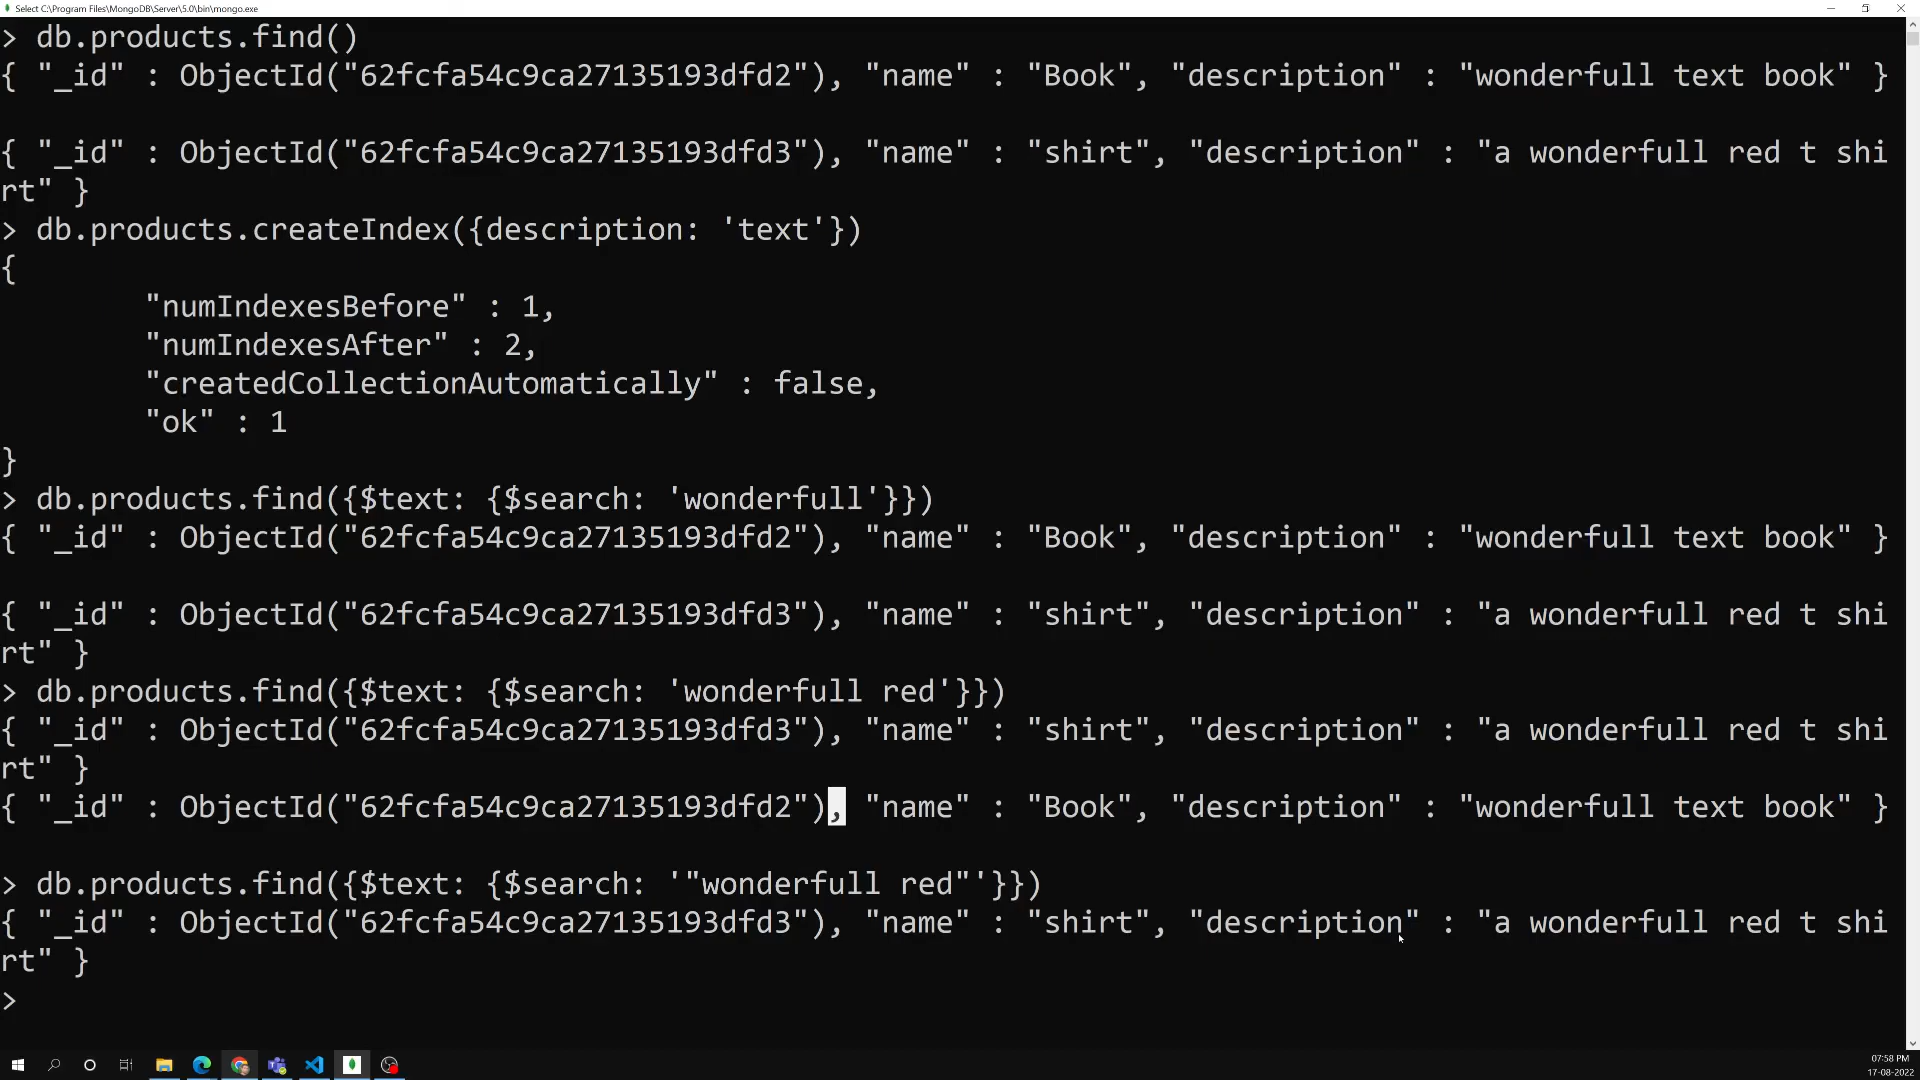 Select C:\Program Files\MongoDB\Server\5.0\bin\mongo.exe
> db.products.find()
{ "_id" : ObjectId("62fcfa54c9ca27135193dfd2"), "name" : "Book", "description" : "wonderfull text book" }
{ "_id" : ObjectId("62fcfa54c9ca27135193dfd3"), "name" : "shirt", "description" : "a wonderfull red t shi
rt" }
> db.products.createIndex({description: 'text'})
{
"numIndexesBefore" : 1,
"numIndexesAfter" : 2,
"createdCollectionAutomatically" : false,
"ok" : 1
}
> db.products.find({$text: {$search: 'wonderfull'}})
{ "_id" : ObjectId("62fcfa54c9ca27135193dfd2"), "name" : "Book", "description" : "wonderfull text book" }
{ "_id" : ObjectId("62fcfa54c9ca27135193dfd3"), "name" : "shirt", "description" : "a wonderfull red t shi
rt" }
> db.products.find({$text: {$search: 'wonderfull red'}})
{ "_id" : ObjectId("62fcfa54c9ca27135193dfd3"), "name" : "shirt", "description" : "a wonderfull red t shi
rt" }
{ "_id" : ObjectId("62fcfa54c9ca27135193dfd2"), "name" : "Book", "description" : "wonderfull text book" }
> db.products.find({$text: {$search: '"wonderfull red"'}})
{ "_id" : ObjectId("62fcfa54c9ca27135193dfd3"), "name" : "shirt", "description" : "a wonderfull red t shi
rt" }
>
07:58 PM
17-08-2022